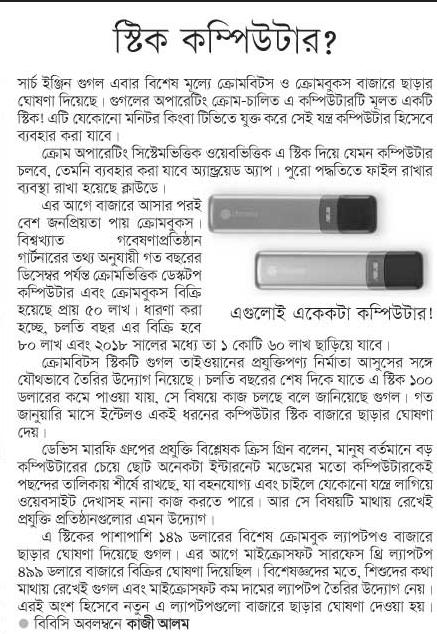 স্টিক কম্পিউটার?
সার্চ ইঞ্জিন গুগল এবার বিশেষ মূল্যে ক্রোমবিটস ও ক্রোমবুকস বাজারে ছাড়ার
ঘোষণা দিয়েছে। গুগলের অপারেটিং ক্রোম-চালিত এ কম্পিউটারটি মূলত একটি
স্টিক! এটি যেকোনো মনিটর কিংবা টিভিতে যুক্ত করে সেই যন্ত্র কম্পিউটার হিসেবে
ব্যবহার করা যাবে।
ক্রোম অপারেটিং সিস্টেমভিত্তিক ওয়েবভিত্তিক এ স্টিক দিয়ে যেমন কম্পিউটার
চলবে, তেমনি ব্যবহার করা যাবে অ্যান্ড্রয়েড অ্যাপ। পুরো পদ্ধতিতে ফাইল রাখার
ব্যবস্থা রাখা হয়েছে ক্লাউডে।
এর আগে বাজারে আসার পরই
বেশ জনপ্রিয়তা পায় ক্রোমবুকস।
বিশ্বখ্যাত গবেষণাপ্রতিষ্ঠান
গার্টনারের তথ্য অনুযায়ী গত বছরের
ডিসেম্বর পর্যন্ত ক্রোমভিত্তিক ডেস্কটপ
কম্পিউটার এবং ক্রোমবুকস বিক্রি
হয়েছে প্রায় ৫০ লাখ। ধারণা করা
হচ্ছে, চলতি বছর এর বিক্রি হবে
এগুলোই একেকটা কম্পিউটার!
৮০ লাখ এবং ২০১৮ সালের মধ্যে তা ১ কোটি ৬০ লাখ ছাড়িয়ে যাবে।
ক্রোমবিটস স্টিকটি গুগল তাইওয়ানের প্রযুক্তিপণ্য নির্মাতা আসুসের সঙ্গে
যৌথভাবে তৈরির উদ্যোগ নিয়েছে। চলতি বছরের শেষ দিকে যাতে এ স্টিক ১০০
ডলারের কমে পাওয়া যায়, সে বিষয়ে কাজ চলছে বলে জানিয়েছে গুগল। গত
জানুয়ারি মাসে ইন্টেলও একই ধরনের কম্পিউটার স্টিক বাজারে ছাড়ার ঘোষণা
দেয়।
ডেভিস মারফি গ্রুপের প্রযুক্তি বিশ্লেষক ক্রিস গ্রিন বলেন, মানুষ বর্তমানে বড়
কম্পিউটারের চেয়ে ছোট অনেকটা ইন্টারনেট মডেমের মতো কম্পিউটারকেই
পছন্দের তালিকায় শীর্ষে রাখছে, যা বহনযোগ্য এবং চাইলে যেকোনো যন্ত্রে লাগিয়ে
ওয়েবসাইট দেখাসহ নানা কাজ করতে পারে। আর সে বিষয়টি মাথায় রেখেই
প্রযুক্তি প্রতিষ্ঠানগুলোর এমন উদ্যোগ।
এ স্টিকের পাশাপাশি ১৪৯ ডলারের বিশেষ ক্রোমবুক ল্যাপটপও বাজারে
ছাড়ার ঘোষণা দিয়েছে গুগল। এর আগে মাইক্রোসফট সারফেস থ্রি ল্যাপটপ
৪৯৯ ডলারে বাজারে বিক্রির ঘোষণা দিয়েছিল। বিশেষজ্ঞদের মতে, শিশুদের কথা
মাথায় রেখেই গুগল এবং মাইক্রোসফট কম দামের ল্যাপটপ তৈরির উদ্যোগ নেয়।
এরই অংশ হিসেবে নতুন এ ল্যাপটপগুলো বাজারে ছাড়ার ঘোষণা দেওয়া হয়।
● বিবিসি অবলম্বনে কাজী আলম